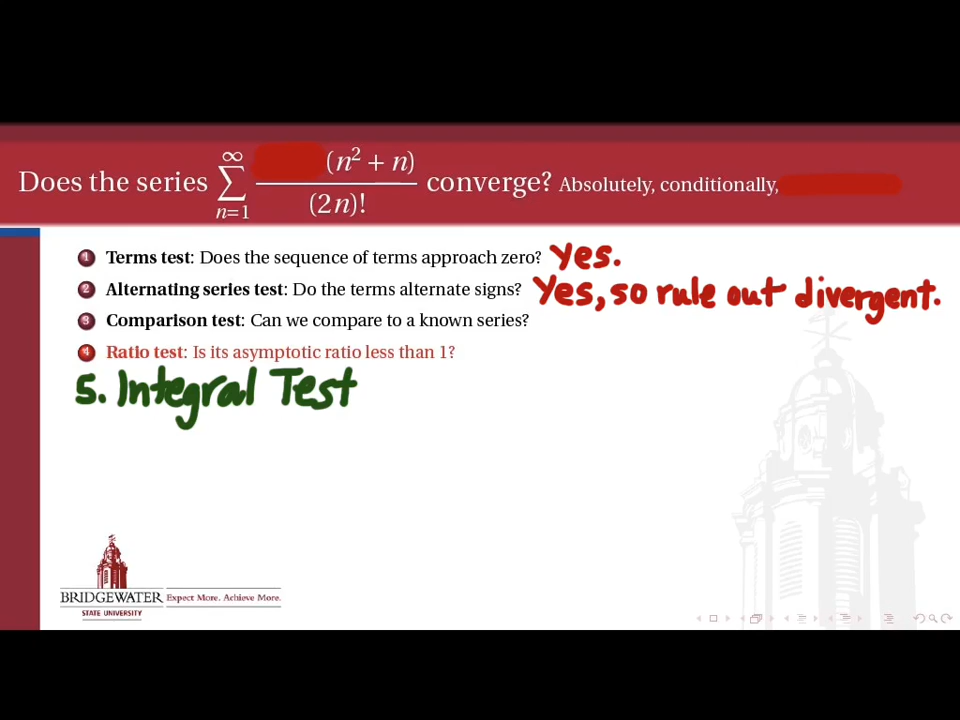 Does the series ∞ ∑ n=1 (n² + n) / (2n)! converge? Absolutely, conditionally,
1 Terms test: Does the sequence of terms approach zero? Yes.
2 Alternating series test: Do the terms alternate signs? Yes, so rule out divergent.
3 Comparison test: Can we compare to a known series?
4 Ratio test: Is its asymptotic ratio less than 1?
5. Integral Test
BRIDGEWATER Expect More. Achieve More.
STATE UNIVERSITY